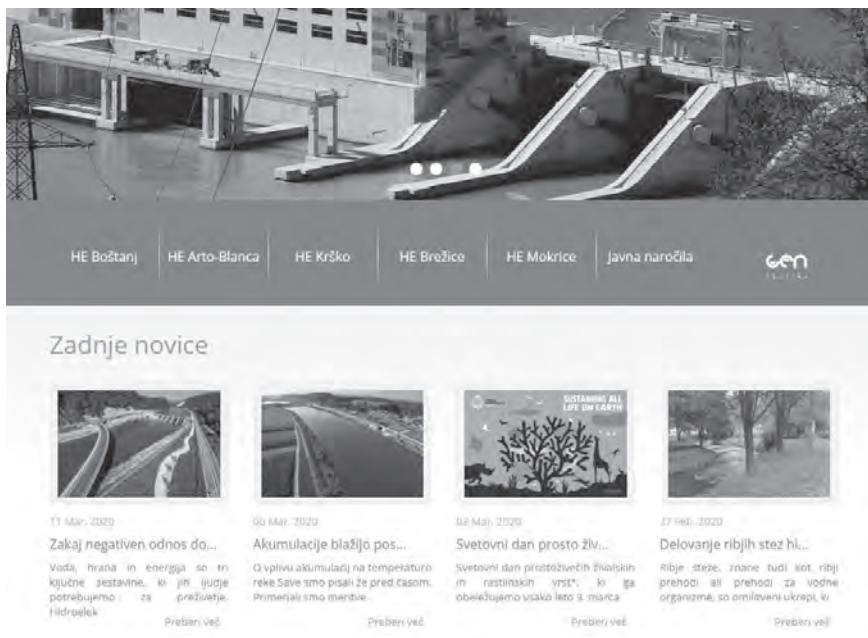 HE Boštanj
HE Arto-Blanca
HE Krško
HE Brežice
HE Mokrice
Javna naročila
gen
Zadnje novice
SUSTAINING ALL
LIFE ON EARTH
11 Mar, 2020
Zakaj negativen odnos do...
Voda, hrana in energija so tri
ključne sestavine, ki jih ljudje
potrebujemo za preživetje.
Hidroelek
Preberi več
06 Mar, 2020
Akumulacije blažijo pos...
O vplivu akumulacij na temperaturo
reke Save smo pisali že pred časom.
Primerjali smo meritve
Preberi več
03 Mar, 2020
Svetovni dan prosto živ...
Svetovni dan prostoživečih živalskih
in rastlinskih vrst*, ki ga
obeležujemo vsako leto 3. marca
Preberi več
27 Feb, 2020
Delovanje ribjih stez hi...
Ribje steze, znane tudi kot ribji
prehodi ali prehodi za vodne
organizme, so omilitveni ukrepi, ki
Preberi več